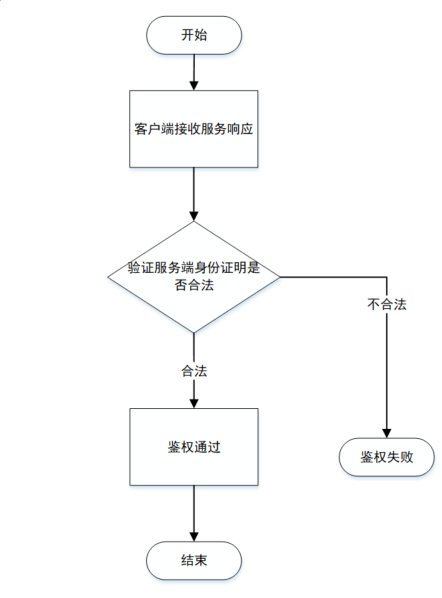 开始
客户端接收服务响应
验证服务端身份证明是
否合法
不合法
合法
鉴权通过
鉴权失败
结束